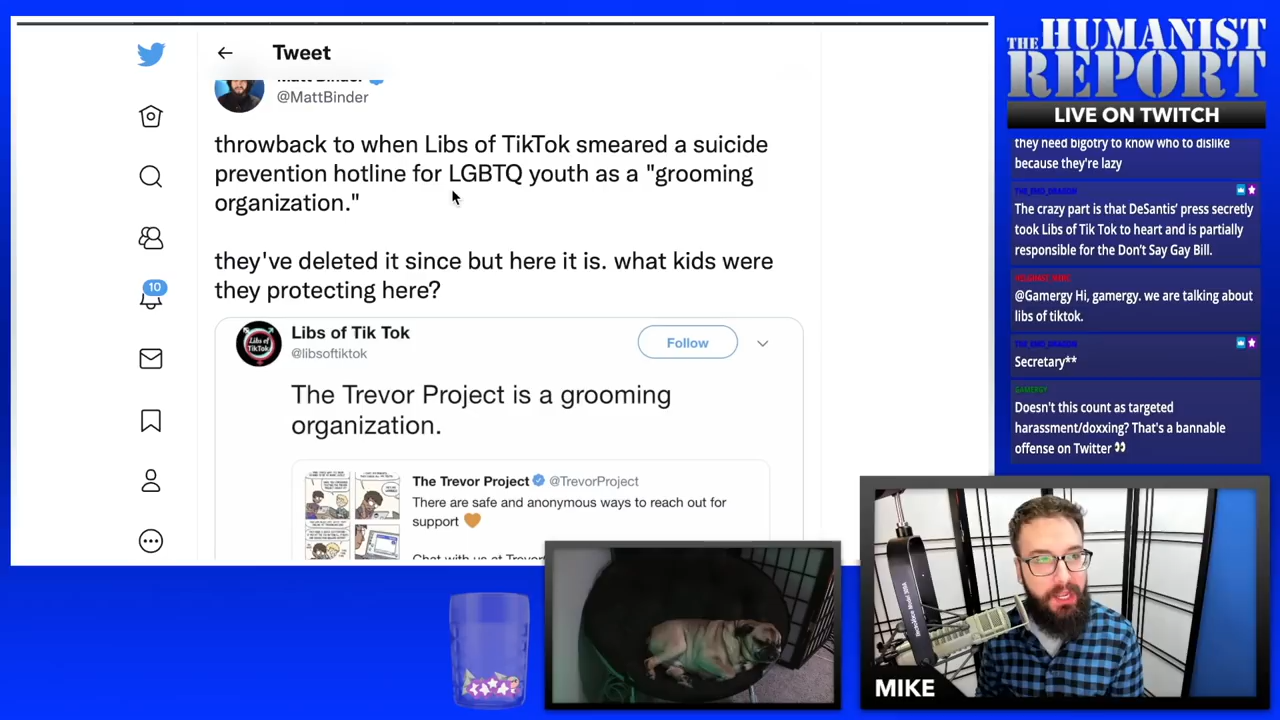 Tweet
Matt Binder
@MattBinder
throwback to when Libs of TikTok smeared a suicide
prevention hotline for LGBTQ youth as a "grooming
organization."
they've deleted it since but here it is. what kids were
they protecting here?
Libs of Tik Tok
@libsoftiktok
Follow
The Trevor Project is a grooming
organization.
The Trevor Project @TrevorProject
There are safe and anonymous ways to reach out for
support
10
THE HUMANIST
REPORT
LIVE ON TWITCH
they need bigotry to know who to dislike
because they're lazy
The crazy part is that DeSantis' press secretly
took Libs of Tik Tok to heart and is partially
responsible for the Don't Say Gay Bill.
@Gamergy Hi, gamergy. we are talking about
libs of tiktok.
Secretary**
GAMERGY
Doesn't this count as targeted
harassment/doxxing? That's a bannable
offense on Twitter
MIKE